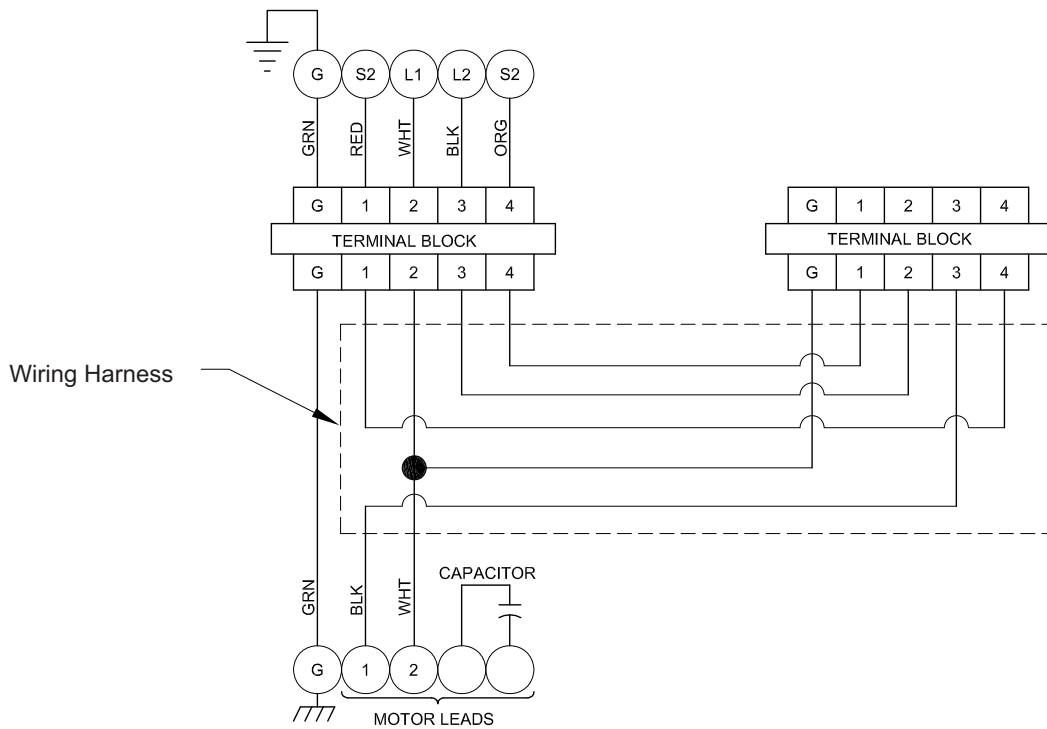 G S2 L1 L2 S2
GRN RED WHT BLK ORG
G 1 2 3 4
TERMINAL BLOCK
G 1 2 3 4
G 1 2 3 4
TERMINAL BLOCK
G 1 2 3 4
Wiring Harness
CAPACITOR
GRN BLK WHT
G 1 2
MOTOR LEADS